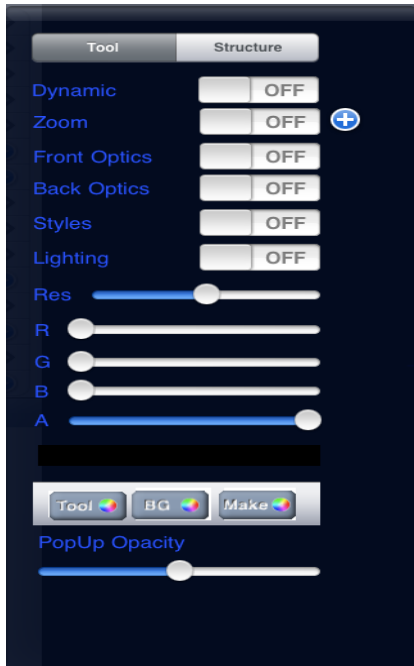 Tool Structure
Dynamic OFF
Zoom OFF
Front Optics OFF
Back Optics OFF
Styles OFF
Lighting OFF
Res
R
G
B
A
Tool BG Make
PopUp Opacity